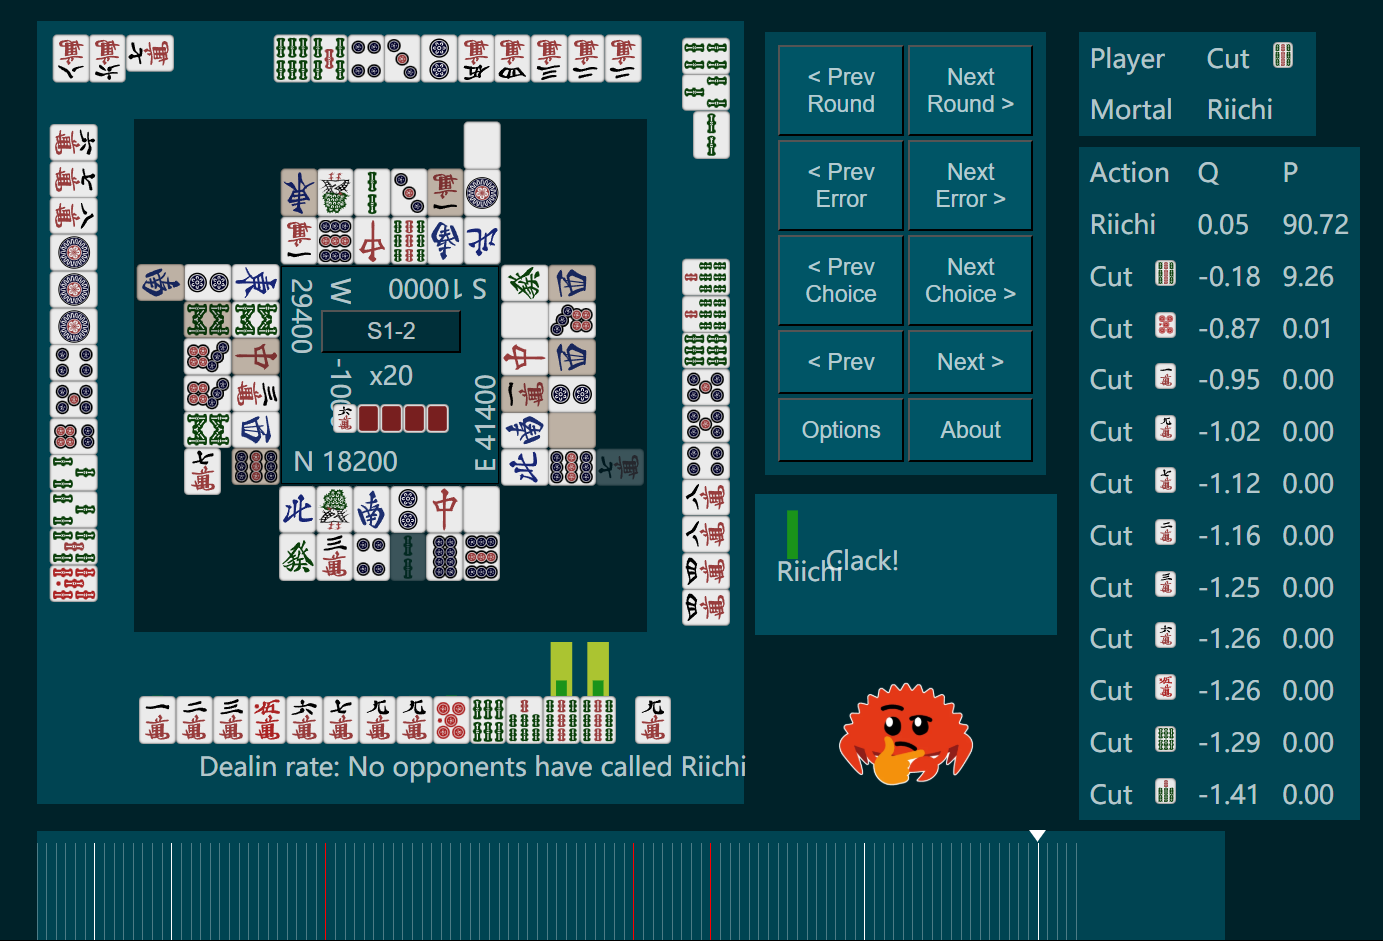 < Prev Round
Next Round >
< Prev Error
Next Error >
< Prev Choice
Next Choice >
< Prev
Next >
Options
About
Player Cut
Mortal Riichi
Action Q P
Riichi 0.05 90.72
Cut -0.18 9.26
Cut -0.87 0.01
Cut -0.95 0.00
Cut -1.02 0.00
Cut -1.12 0.00
Cut -1.16 0.00
Cut -1.25 0.00
Cut -1.26 0.00
Cut -1.26 0.00
Cut -1.29 0.00
Cut -1.41 0.00
S 10000
W 29400
S1-2
x20
E 41400
N 18200
Clack!
Riichi
Dealin rate: No opponents have called Riichi